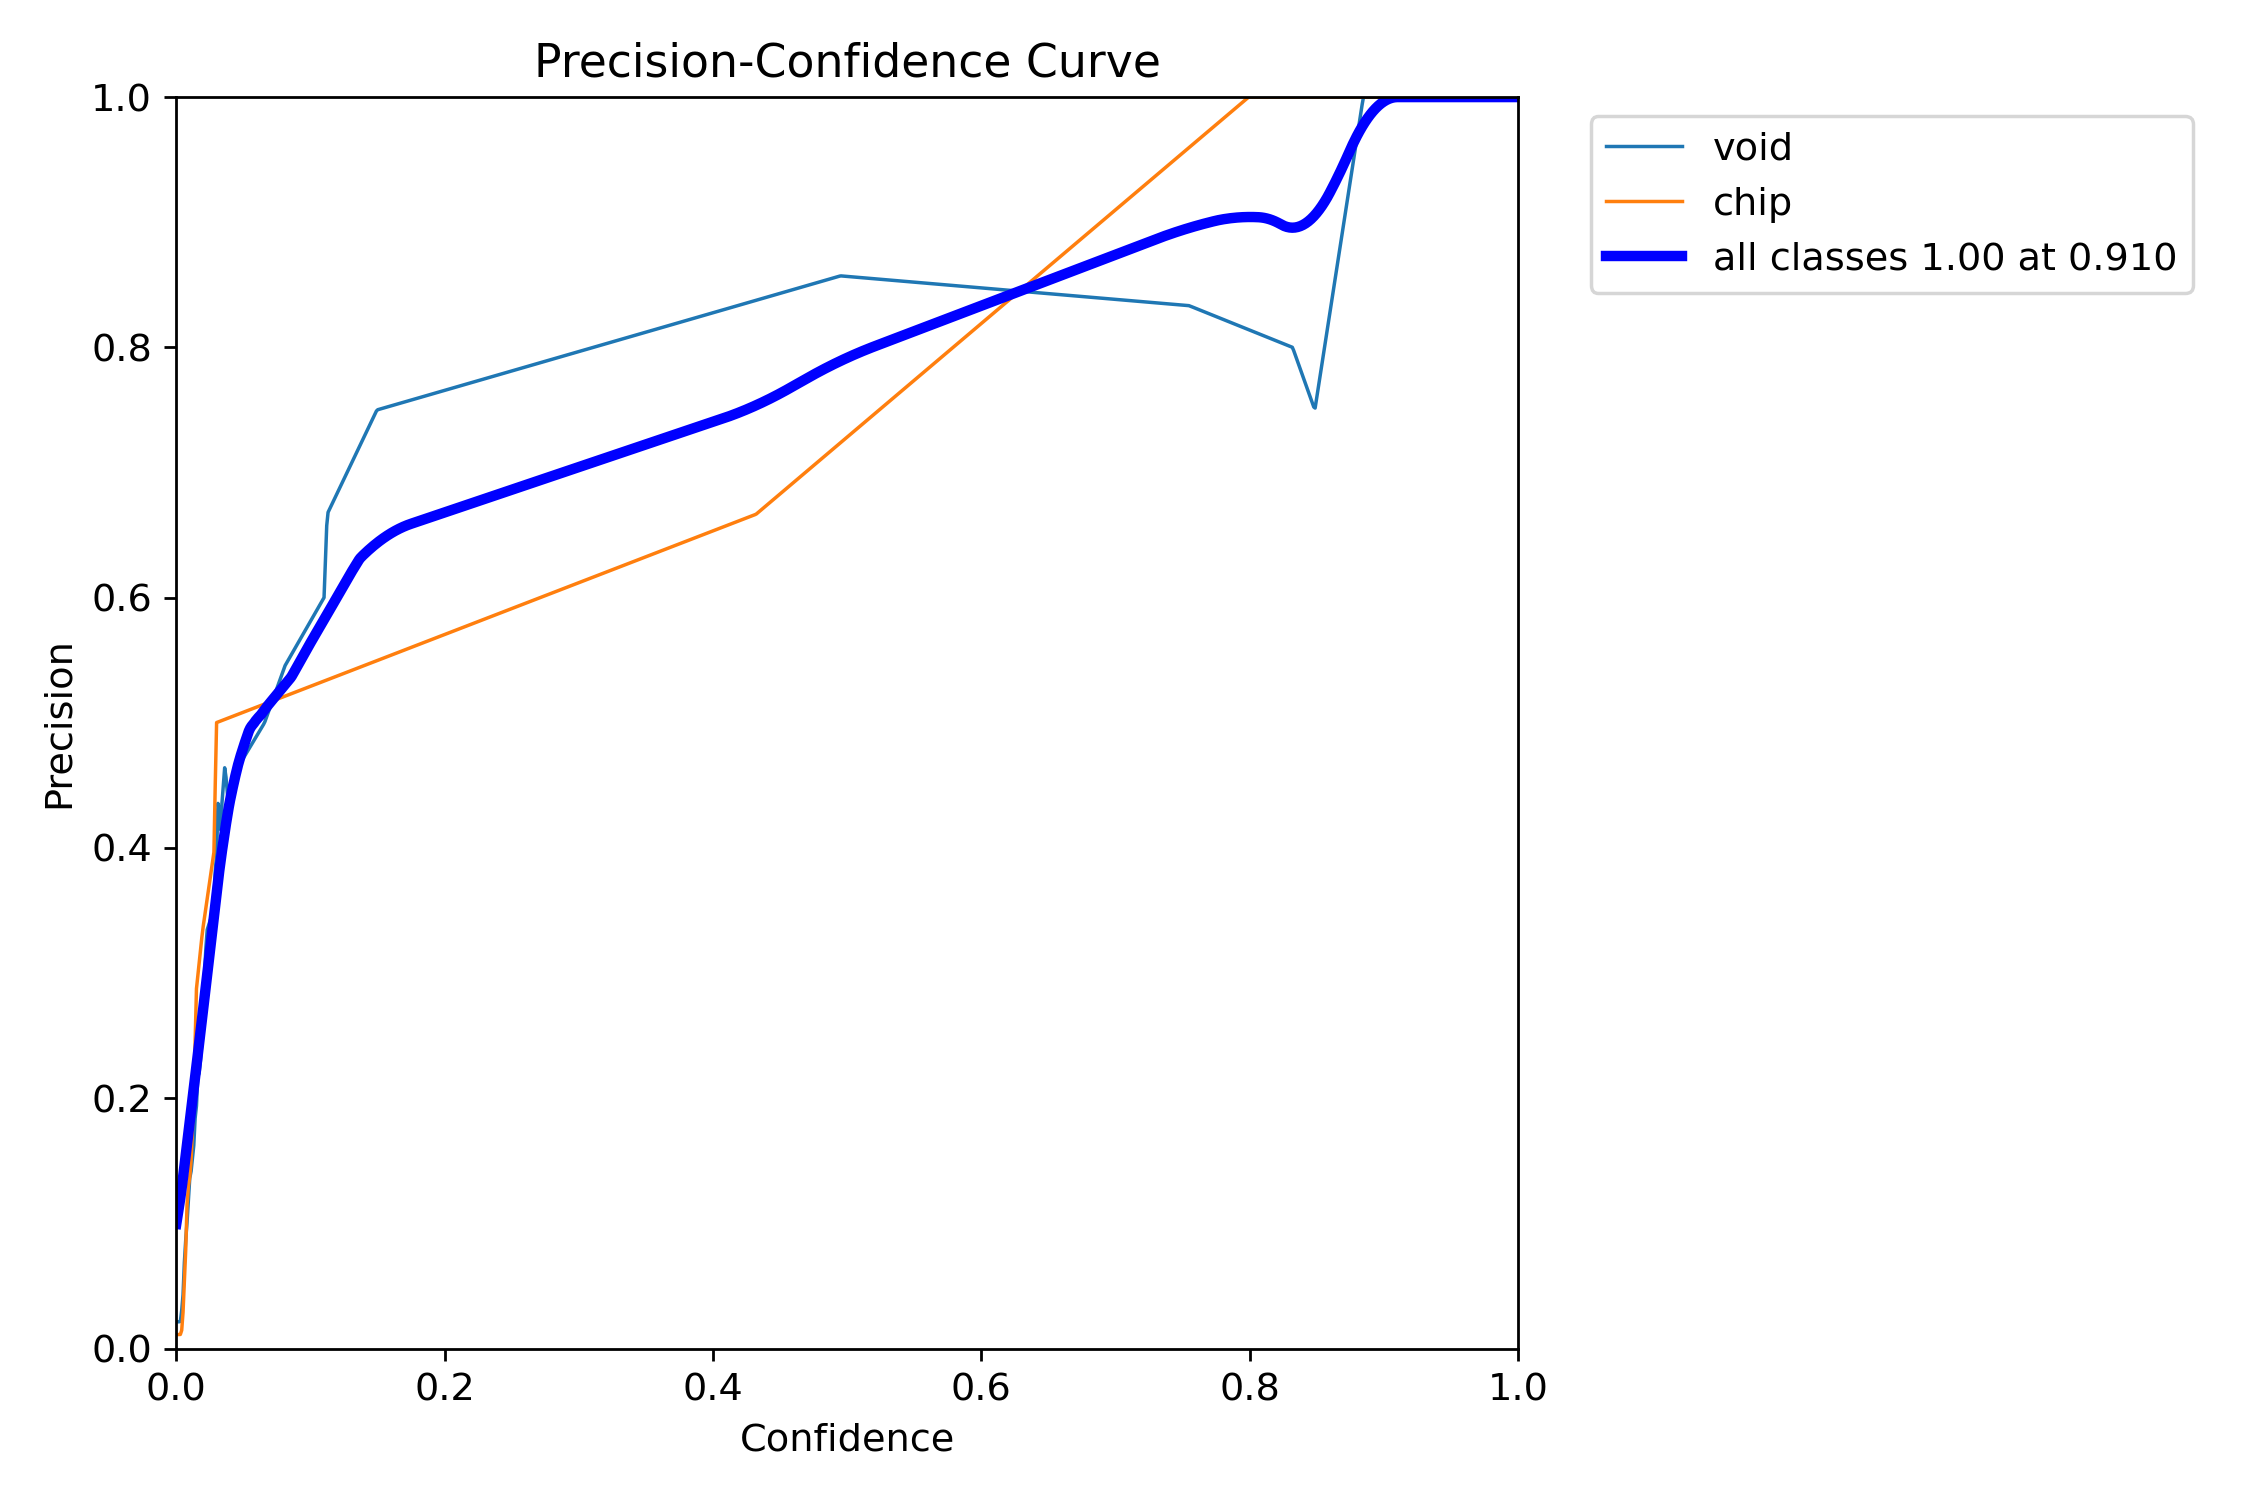 Precision-Confidence Curve
1.0
0.8
0.6
0.4
0.2
0.0
Precision
0.0 0.2 0.4 0.6 0.8 1.0
Confidence
void
chip
all classes 1.00 at 0.910